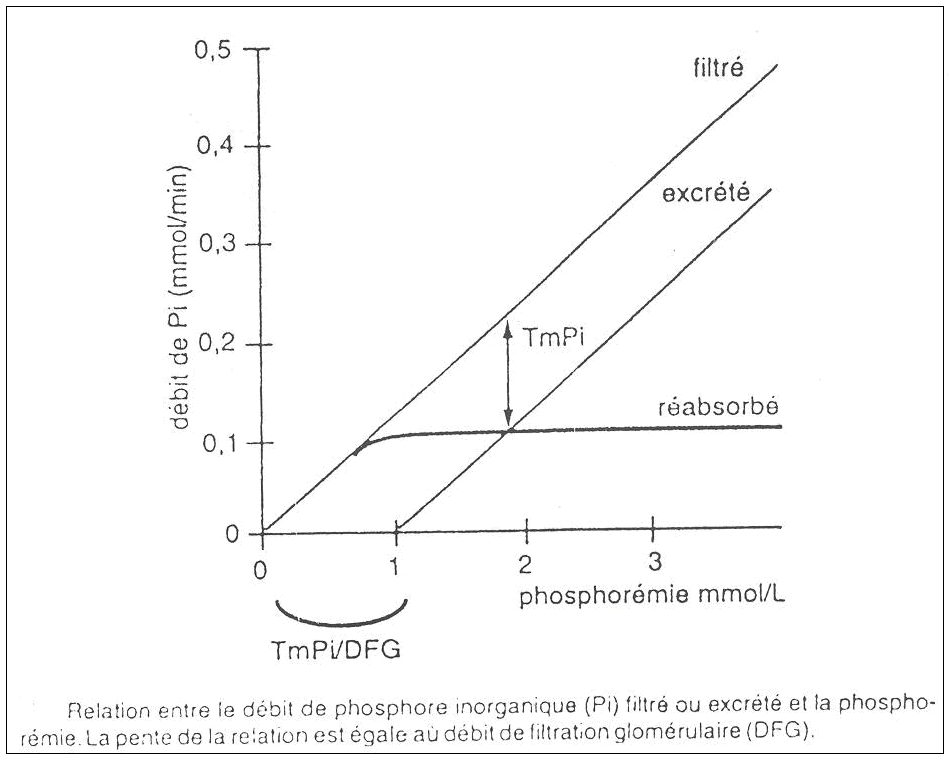 0,5
filtré
0,4
excrété
débit de Pi (mmol/min)
0,3
TmPi
0,2
réabsorbé
0,1
0
0
1
2
3
phosphorémie mmol/L
TmPi/DFG
Relation entre le débit de phosphore inorganique (Pi) filtré ou excrété et la phospho-
rémie. La pente de la relation est égale au débit de filtration glomérulaire (DFG).